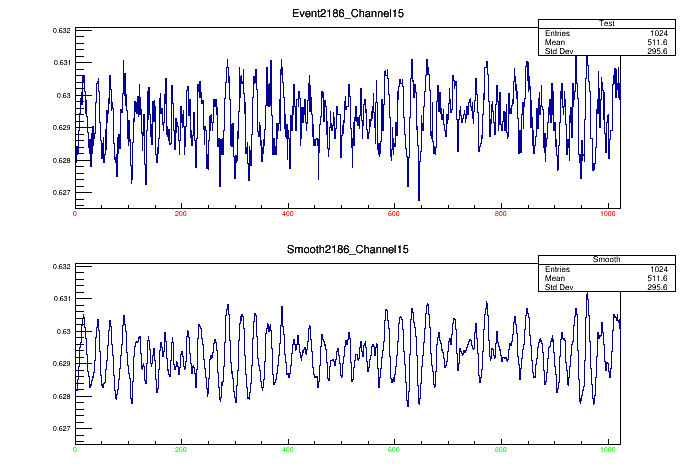 Event2186_Channel15
Test
Entries 1024
Mean 511.6
Std Dev 295.6
0.632
0.631
0.63
0.629
0.628
0.627
0 200 400 600 800 1000
Smooth2186_Channel15
Smooth
Entries 1024
Mean 511.6
Std Dev 295.6
0.632
0.631
0.63
0.629
0.628
0.627
0 200 400 600 800 1000